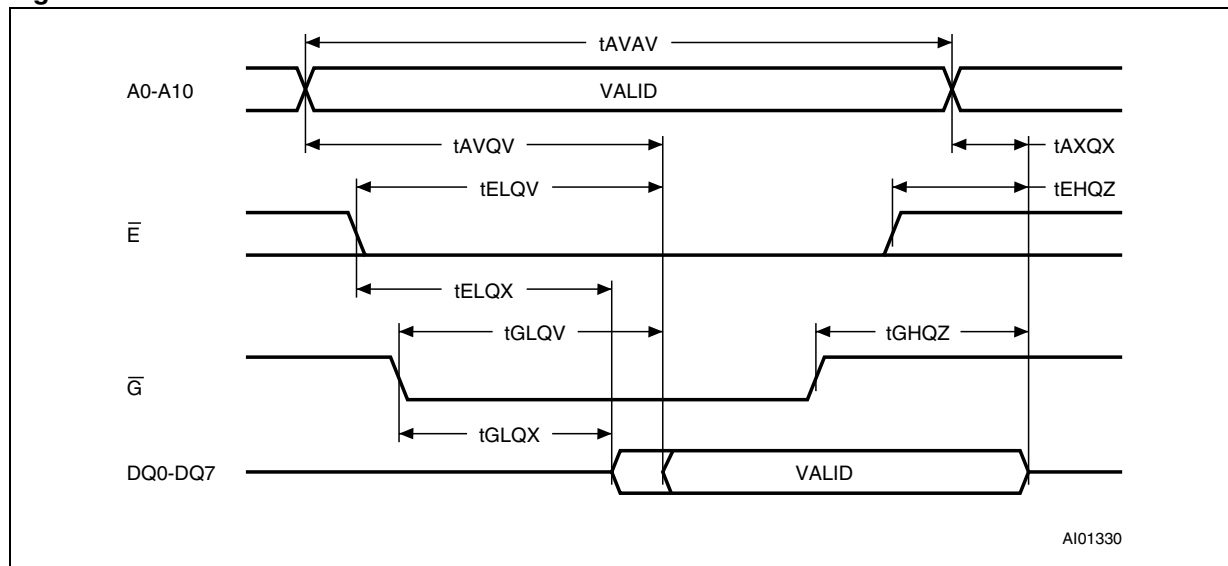 tAVAV
A0-A10
VALID
tAVQV
tAXQX
tELQV
tEHQZ
E̅
tELQX
tGLQV
tGHQZ
G̅
tGLQX
DQ0-DQ7
VALID
AI01330